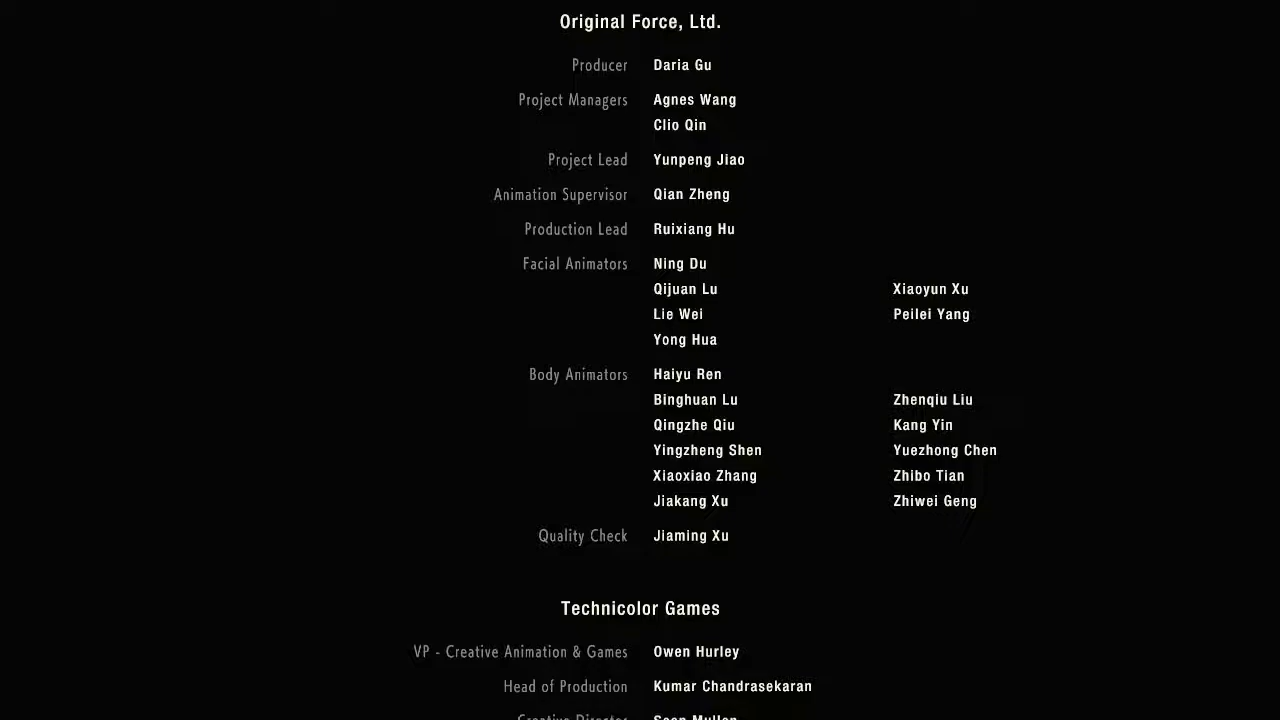 Original Force, Ltd.
Producer Daria Gu
Project Managers Agnes Wang
Clio Qin
Project Lead Yunpeng Jiao
Animation Supervisor Qian Zheng
Production Lead Ruixiang Hu
Facial Animators Ning Du
Qijuan Lu Xiaoyun Xu
Lie Wei Peilei Yang
Yong Hua
Body Animators Haiyu Ren
Binghuan Lu Zhenqiu Liu
Qingzhe Qiu Kang Yin
Yingzheng Shen Yuezhong Chen
Xiaoxiao Zhang Zhibo Tian
Jiakang Xu Zhiwei Geng
Quality Check Jiaming Xu
Technicolor Games
VP - Creative Animation & Games Owen Hurley
Head of Production Kumar Chandrasekaran
Creative Director Sean Mullen